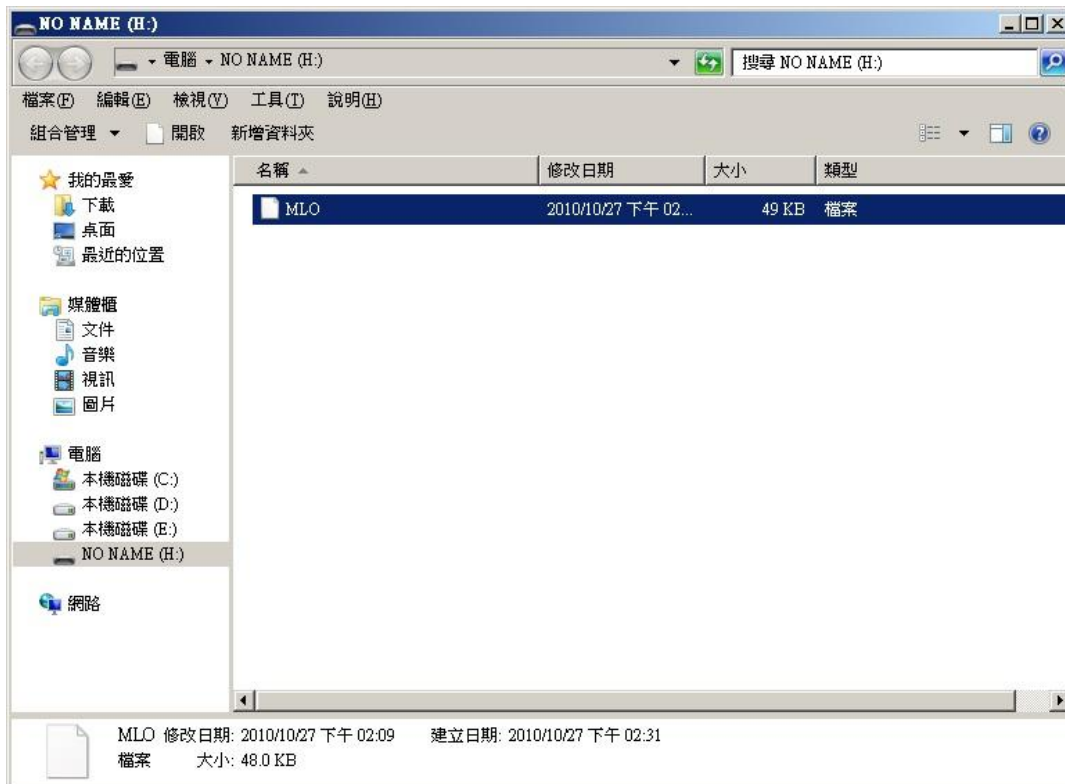 NO NAME (H:)
電腦 NO NAME (H:)
搜尋 NO NAME (H:)
檔案(F) 編輯(E) 檢視(V) 工具(T) 說明(H)
組合管理 開啟 新增資料夾
我的最愛
下載
桌面
最近的位置
媒體櫃
文件
音樂
視訊
圖片
電腦
本機磁碟 (C:)
本機磁碟 (D:)
本機磁碟 (E:)
NO NAME (H:)
網路
名稱 修改日期 大小 類型
MLO 2010/10/27 下午 02... 49 KB 檔案
MLO 修改日期: 2010/10/27 下午 02:09 建立日期: 2010/10/27 下午 02:31
檔案 大小: 48.0 KB